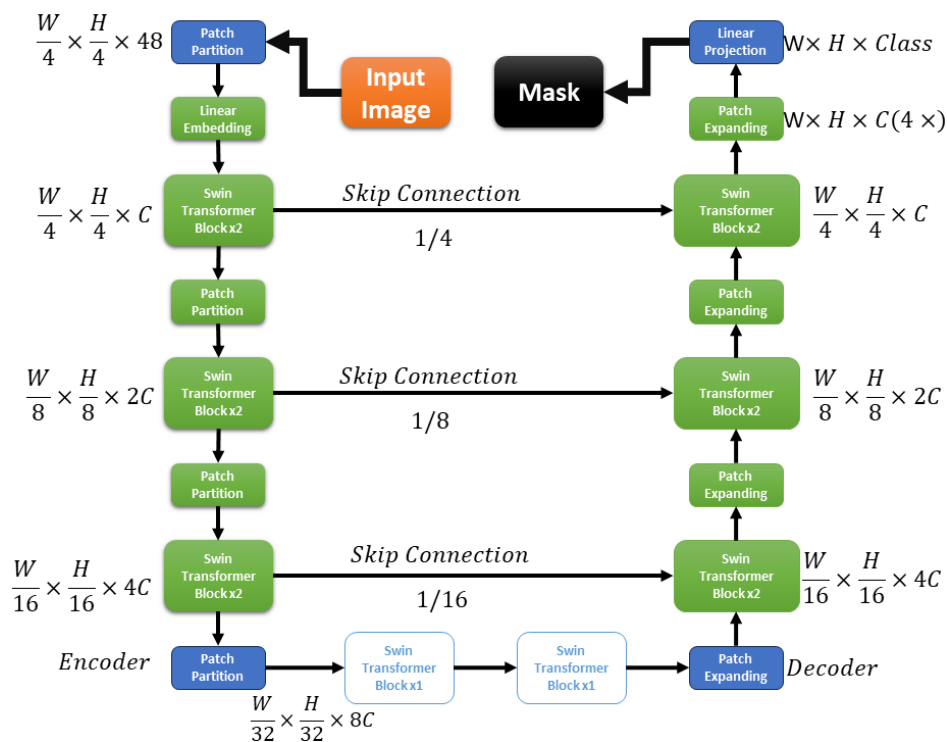 W/4 × H/4 × 48
Patch
Partition
Input
Image
Mask
Linear
Projection
W× H × Class
Linear
Embedding
Patch
Expanding
W× H × C(4 ×)
W/4 × H/4 × C
Swin
Transformer
Block x2
Skip Connection
1/4
Swin
Transformer
Block x2
W/4 × H/4 × C
Patch
Partition
Patch
Expanding
W/8 × H/8 × 2C
Swin
Transformer
Block x2
Skip Connection
1/8
Swin
Transformer
Block x2
W/8 × H/8 × 2C
Patch
Partition
Patch
Expanding
W/16 × H/16 × 4C
Swin
Transformer
Block x2
Skip Connection
1/16
Swin
Transformer
Block x2
W/16 × H/16 × 4C
Encoder
Patch
Partition
W/32 × H/32 × 8C
Swin
Transformer
Block x1
Swin
Transformer
Block x1
Patch
Expanding
Decoder